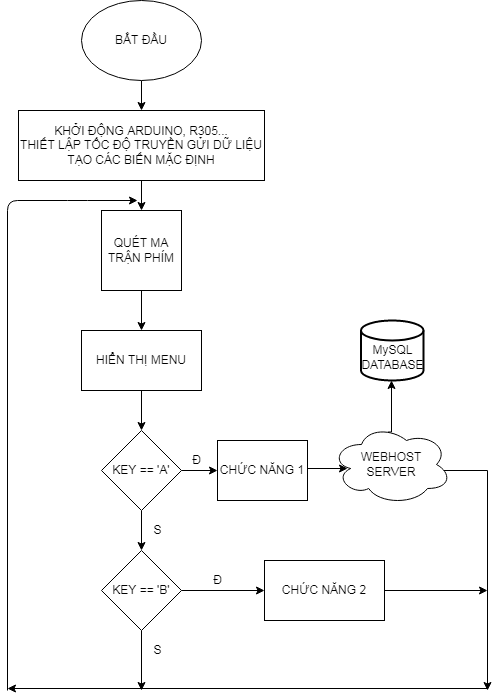 BẮT ĐẦU
KHỞI ĐỘNG ARDUINO, R305...
THIẾT LẬP TỐC ĐỘ TRUYỀN GỬI DỮ LIỆU
TẠO CÁC BIẾN MẶC ĐỊNH
QUÉT MA
TRẬN PHÍM
HIỂN THỊ MENU
MySQL
DATABASE
KEY == 'A'
Đ
CHỨC NĂNG 1
WEBHOST
SERVER
S
KEY == 'B'
Đ
CHỨC NĂNG 2
S